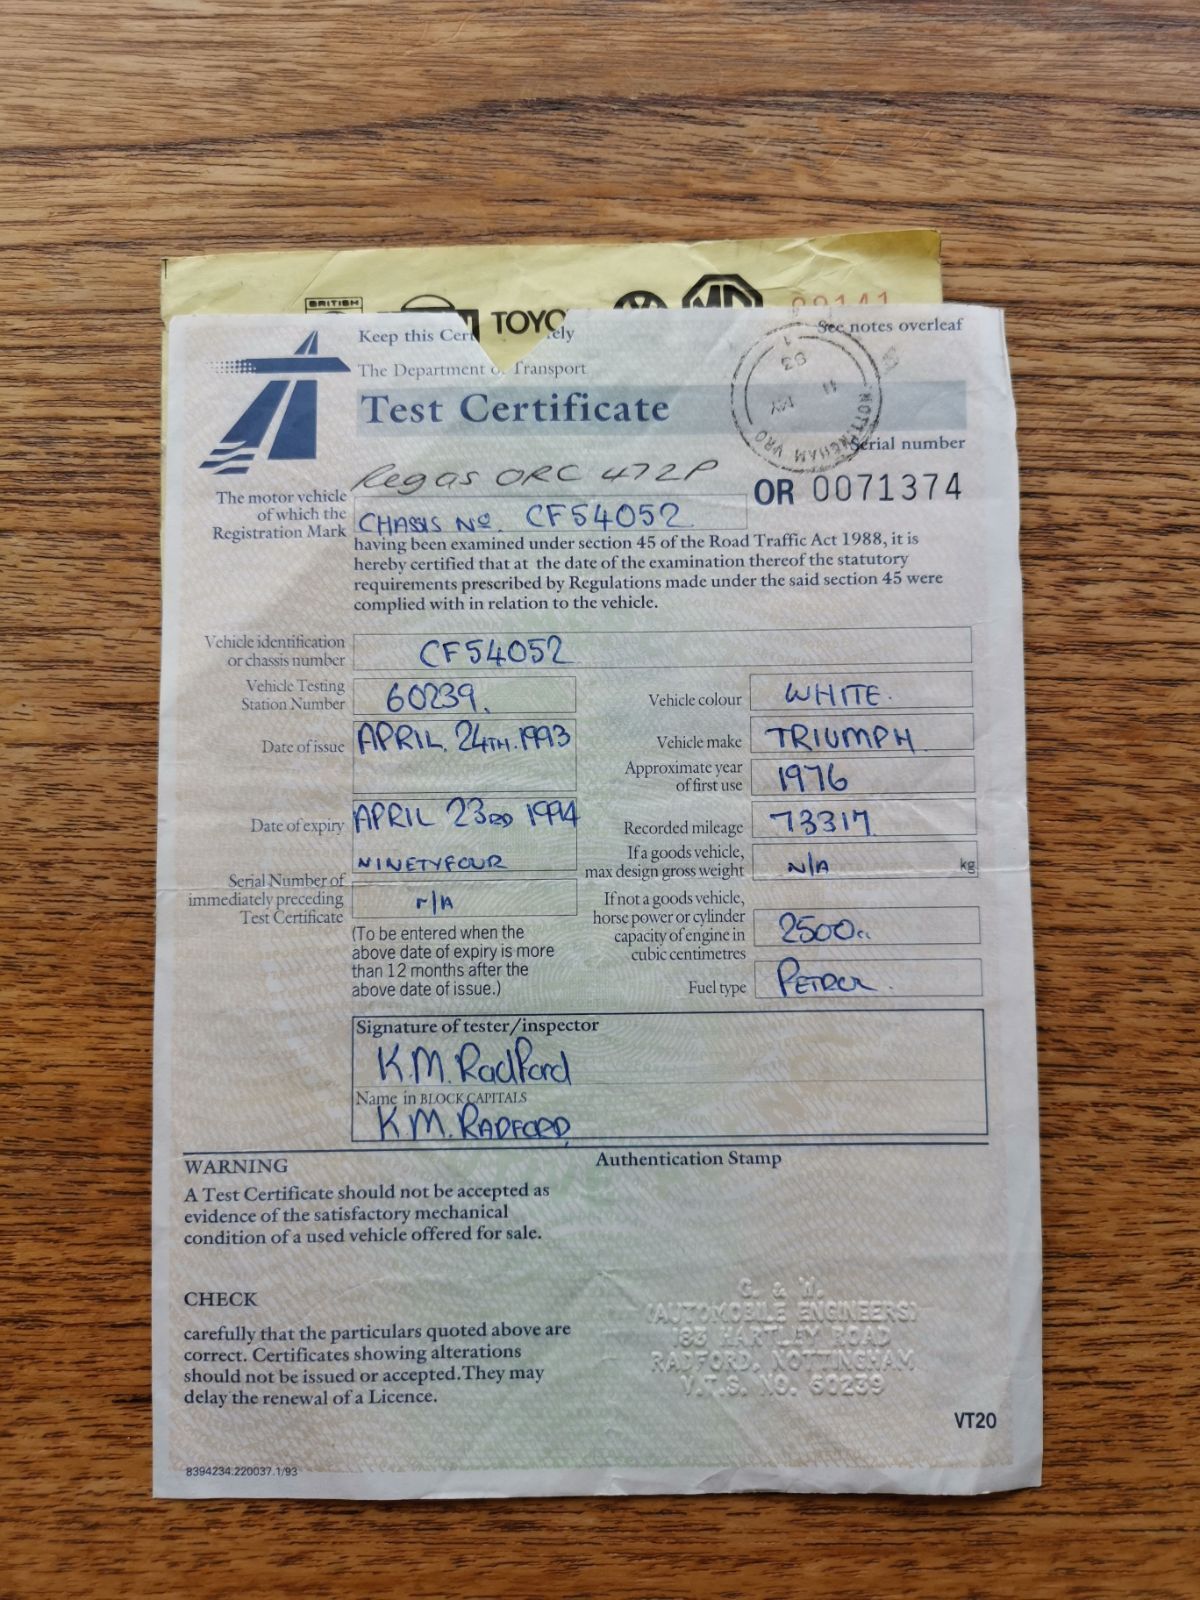 BRITISH
TOYO
MG
00141
Keep this Cer
ely
See notes overleaf
The Department o Transport
Test Certificate
NOTTINGHAM VRO
11 MY
93
1
Serial number
Reg as ORC 472P
OR 0071374
The motor vehicle
of which the
Registration Mark
CHASSIS No. CF54052
having been examined under section 45 of the Road Traffic Act 1988, it is
hereby certified that at the date of the examination thereof the statutory
requirements prescribed by Regulations made under the said section 45 were
complied with in relation to the vehicle.
Vehicle identification
or chassis number
CF54052
Vehicle Testing
Station Number
60239.
Vehicle colour
WHITE.
Date of issue
APRIL. 24TH. 1993
Vehicle make
TRIUMPH.
Approximate year
of first use
1976
Date of expiry
APRIL 23RD 1994
NINETYFOUR
Recorded mileage
73317
If a goods vehicle,
max design gross weight
N/A
kg
Serial Number of
immediately preceding
Test Certificate
N/A
If not a goods vehicle,
horse power or cylinder
capacity of engine in
cubic centimetres
2500cc
(To be entered when the
above date of expiry is more
than 12 months after the
above date of issue.)
Fuel type
PETROL.
Signature of tester/inspector
K.M. Radford
Name in BLOCK CAPITALS
K.M. RADFORD
WARNING
A Test Certificate should not be accepted as
evidence of the satisfactory mechanical
condition of a used vehicle offered for sale.
Authentication Stamp
CHECK
carefully that the particulars quoted above are
correct. Certificates showing alterations
should not be issued or accepted.They may
delay the renewal of a Licence.
(AUTOMOBILE ENGINEERS)
183 HARTLEY ROAD
RADFORD, NOTTINGHAM
V.T.S. NO. 60239
VT20
8394234.220037.1/93